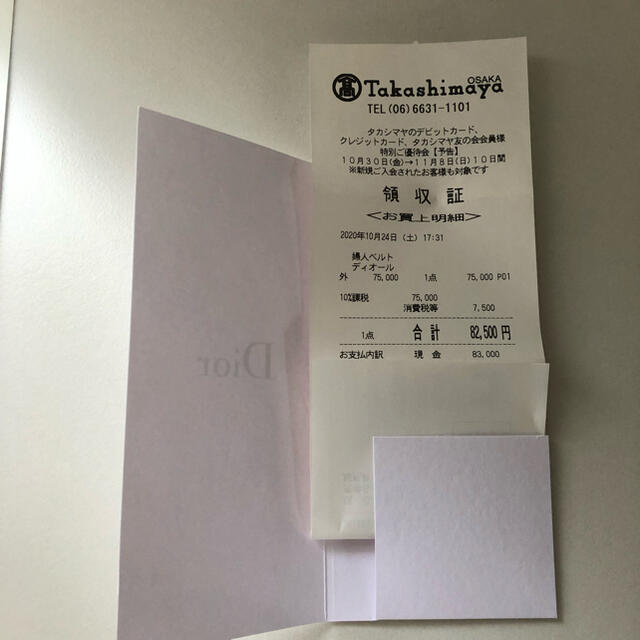 髙 Takashimaya OSAKA
TEL (06)6631-1101
タカシマヤのデビットカード、
クレジットカード、タカシマヤ友の会会員様
特別ご優待会【予告】
10月30日(金)→11月8日(日)10日間
※新規ご入会されたお客様も対象です
領収証
<お買上明細>
2020年10月24日(土) 17:31
婦人ベルト
ディオール
外 75,000 1点 75,000 P01
10%課税 75,000
消費税等 7,500
1点 合計 82,500円
お支払内訳 現金 83,000
Dior